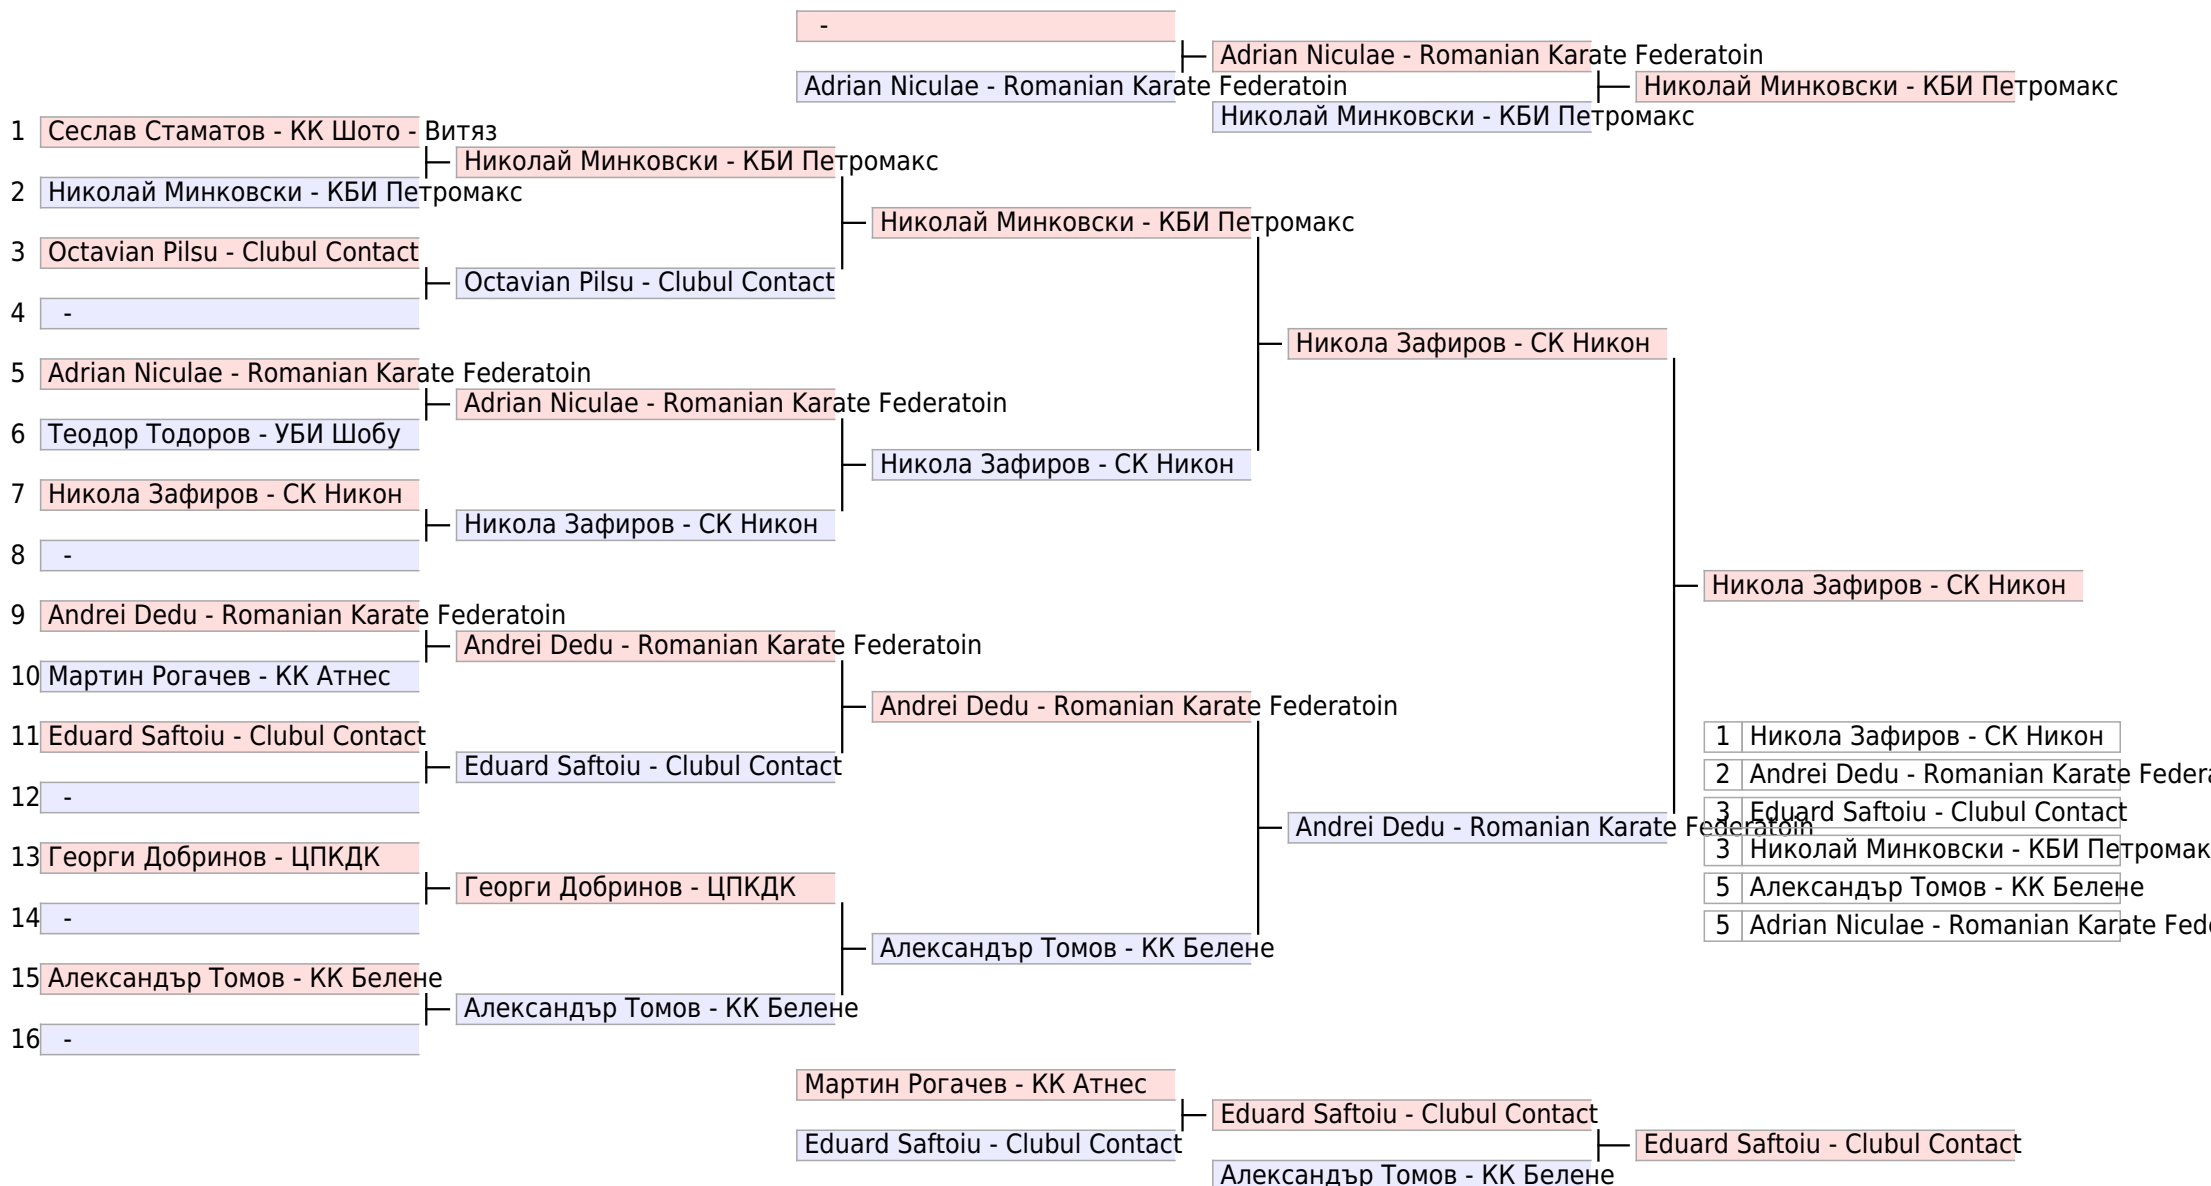 -
Adrian Niculae - Romanian Karate Federatoin
Adrian Niculae - Romanian Karate Federatoin
Николай Минковски - КБИ Петромакс
Николай Минковски - КБИ Петромакс
1 Сеслав Стаматов - КК Шото - Витяз
Николай Минковски - КБИ Петромакс
2 Николай Минковски - КБИ Петромакс
Николай Минковски - КБИ Петромакс
3 Octavian Pilsu - Clubul Contact
Octavian Pilsu - Clubul Contact
4 -
Никола Зафиров - СК Никон
5 Adrian Niculae - Romanian Karate Federatoin
Adrian Niculae - Romanian Karate Federatoin
6 Теодор Тодоров - УБИ Шобу
Никола Зафиров - СК Никон
7 Никола Зафиров - СК Никон
Никола Зафиров - СК Никон
8 -
Никола Зафиров - СК Никон
9 Andrei Dedu - Romanian Karate Federatoin
Andrei Dedu - Romanian Karate Federatoin
10 Мартин Рогачев - КК Атнес
Andrei Dedu - Romanian Karate Federatoin
11 Eduard Saftoiu - Clubul Contact
Eduard Saftoiu - Clubul Contact
12 -
Andrei Dedu - Romanian Karate Federatoin
13 Георги Добринов - ЦПКДК
Георги Добринов - ЦПКДК
14 -
Александър Томов - КК Белене
15 Александър Томов - КК Белене
Александър Томов - КК Белене
16 -
1 Никола Зафиров - СК Никон
2 Andrei Dedu - Romanian Karate Federa
3 Eduard Saftoiu - Clubul Contact
3 Николай Минковски - КБИ Петромак
5 Александър Томов - КК Белене
5 Adrian Niculae - Romanian Karate Fed
Мартин Рогачев - КК Атнес
Eduard Saftoiu - Clubul Contact
Eduard Saftoiu - Clubul Contact
Eduard Saftoiu - Clubul Contact
Александър Томов - КК Белене